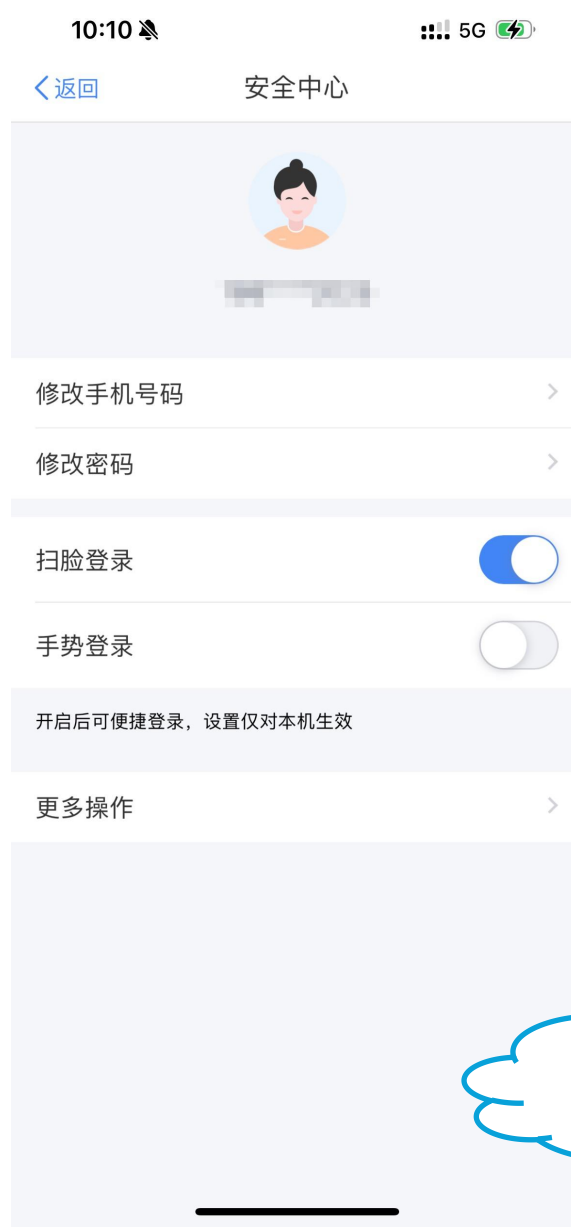 10:10 5G
返回 安全中心
修改手机号码
修改密码
扫脸登录
手势登录
开启后可便捷登录，设置仅对本机生效
更多操作